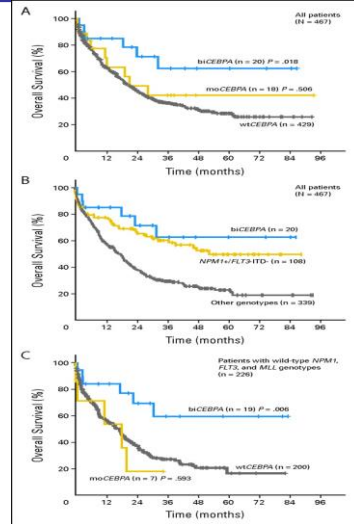 A
All patients
(N = 467)
100
80
60
40
20
0
Overall Survival (%)
biCEBPA (n = 20) P = .018
moCEBPA (n = 18) P = .506
wtCEBPA (n = 429)
12 24 36 48 60 72 84 96
Time (months)
B
All patients
(N = 467)
100
80
60
40
20
0
Overall Survival (%)
biCEBPA (n = 20)
NPM1+/FLT3-ITD- (n = 108)
Other genotypes (n = 339)
12 24 36 48 60 72 84 96
Time (months)
C
Patients with wild-type NPM1,
FLT3, and MLL genotypes
(n = 226)
100
80
60
40
20
0
Overall Survival (%)
biCEBPA (n = 19) P = .006
wtCEBPA (n = 200)
moCEBPA (n = 7) P = .593
12 24 36 48 60 72 84 96
Time (months)